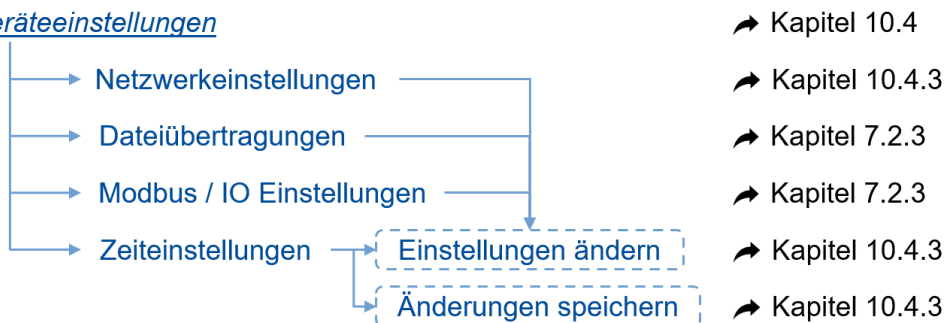 eräteeinstellungen Kapitel 10.4
Netzwerkeinstellungen Kapitel 10.4.3
Dateiübertragungen Kapitel 7.2.3
Modbus / IO Einstellungen Kapitel 7.2.3
Zeiteinstellungen Einstellungen ändern Kapitel 10.4.3
Änderungen speichern Kapitel 10.4.3